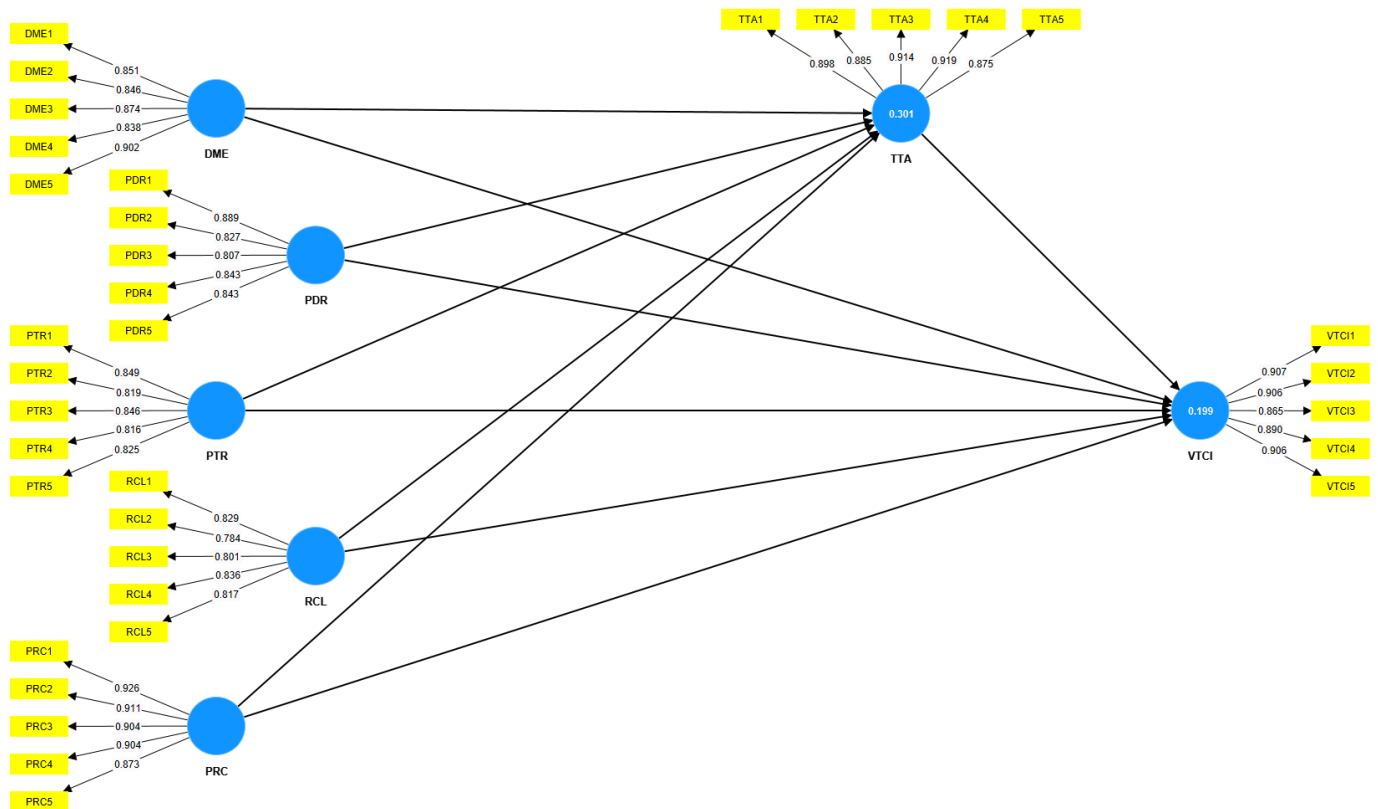 DME1
DME2
DME3
DME4
DME5
0.851
0.846
0.874
0.838
0.902
DME
PDR1
PDR2
PDR3
PDR4
PDR5
0.889
0.827
0.807
0.843
0.843
PDR
PTR1
PTR2
PTR3
PTR4
PTR5
0.849
0.819
0.846
0.816
0.825
PTR
RCL1
RCL2
RCL3
RCL4
RCL5
0.829
0.784
0.801
0.836
0.817
RCL
PRC1
PRC2
PRC3
PRC4
PRC5
0.926
0.911
0.904
0.904
0.873
PRC
TTA1
TTA2
TTA3
TTA4
TTA5
0.898
0.885
0.914
0.919
0.875
0.301
TTA
VTCI1
VTCI2
VTCI3
VTCI4
VTCI5
0.907
0.906
0.865
0.890
0.906
0.199
VTCI